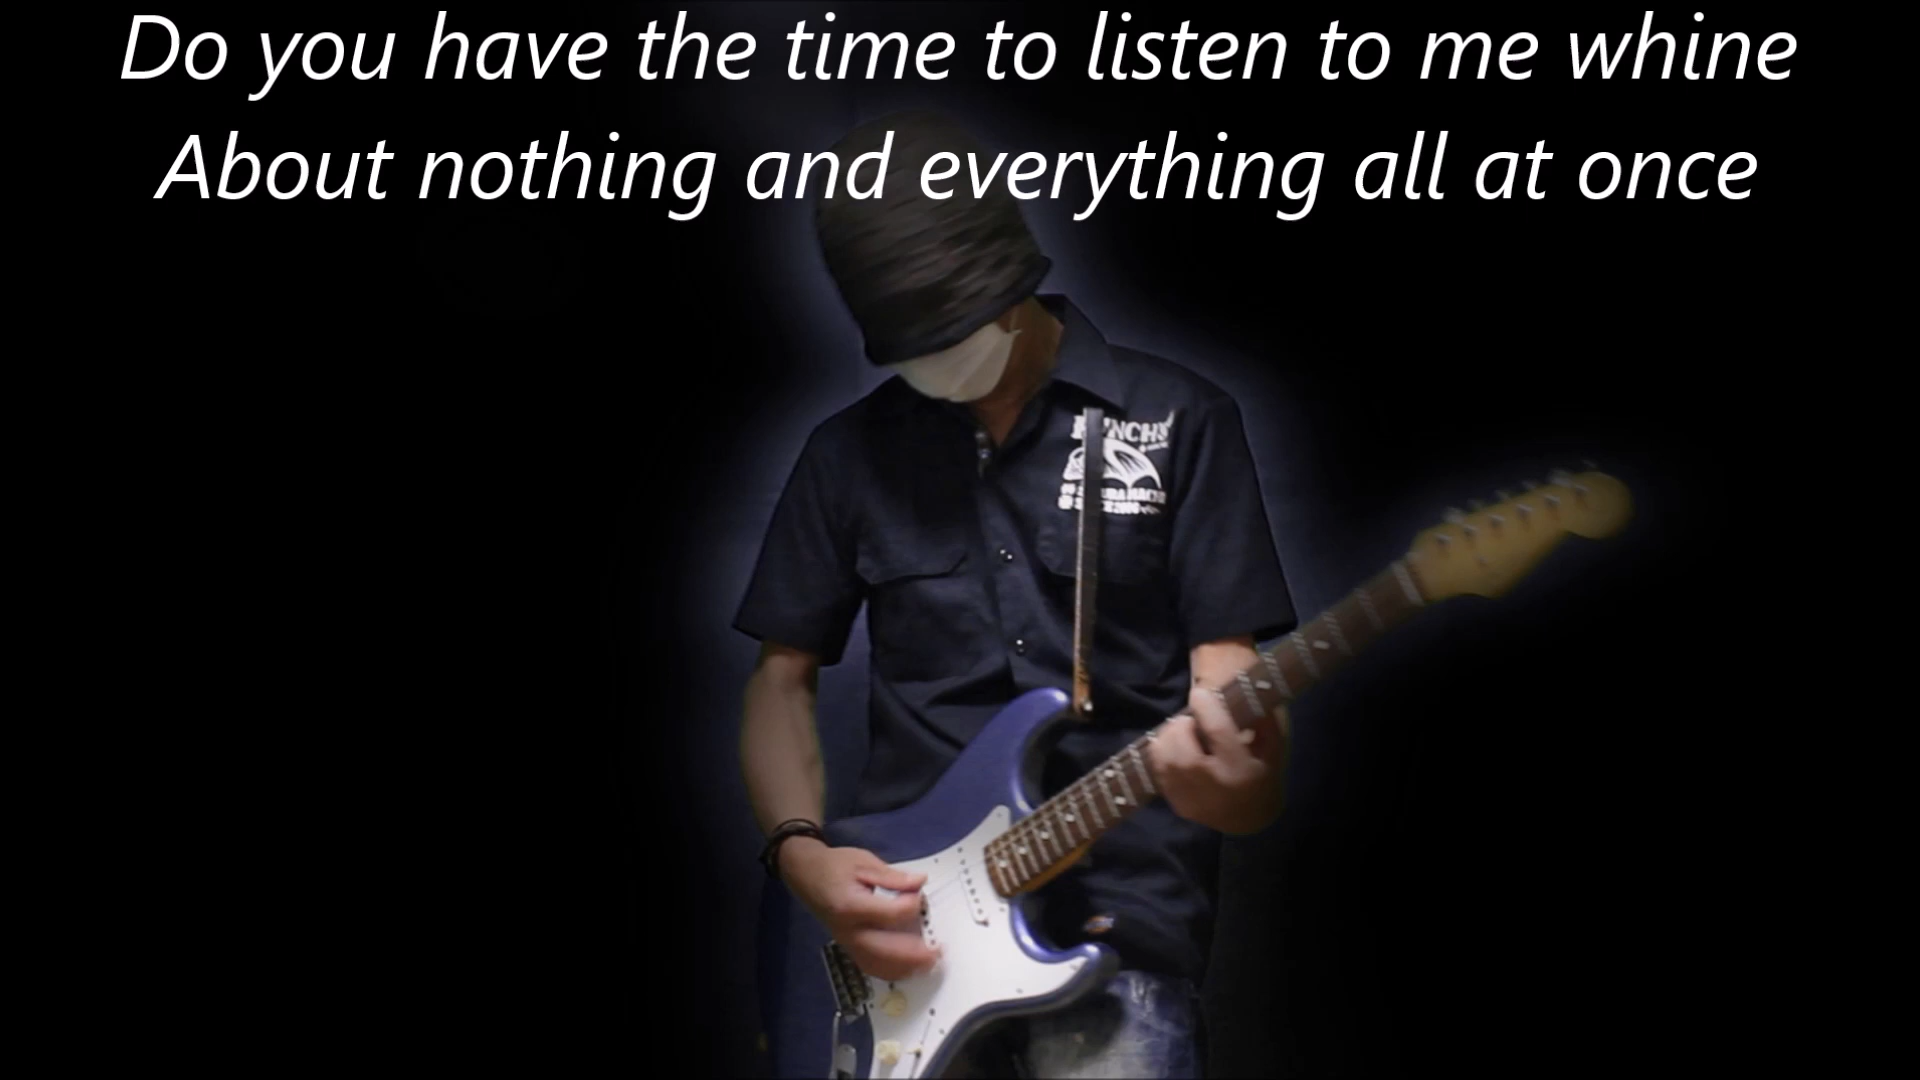 Do you have the time to listen to me whine
About nothing and everything all at once